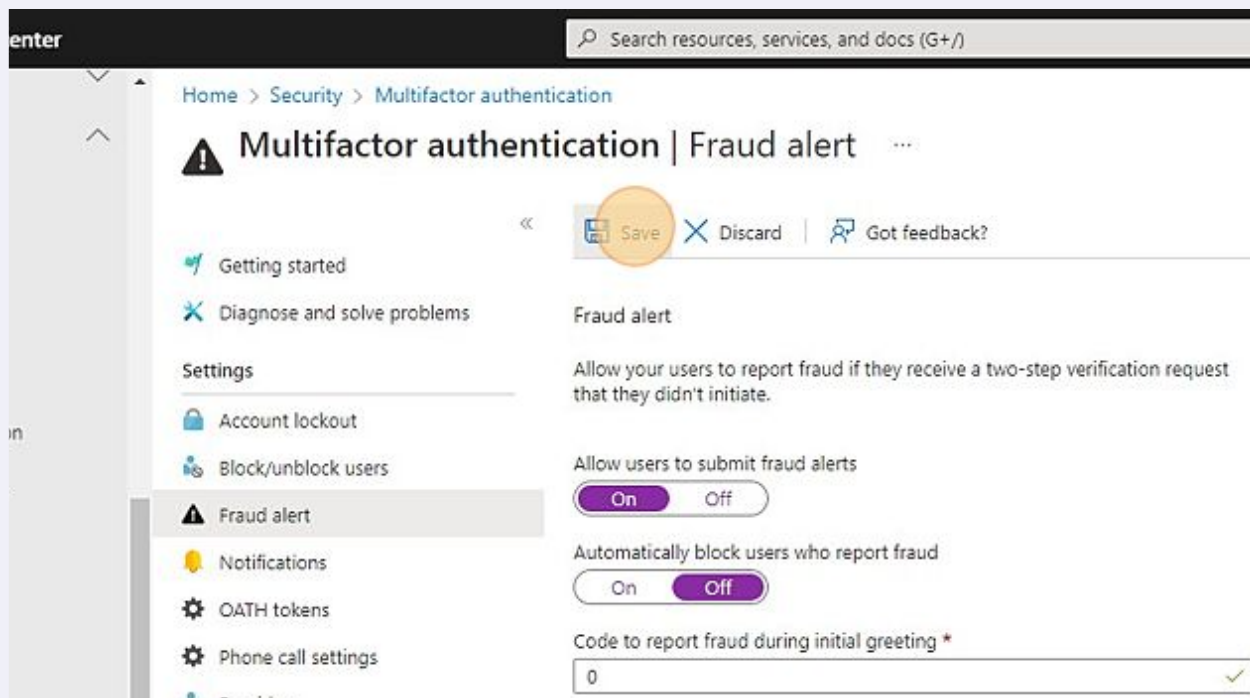 enter
Search resources, services, and docs (G+/)
Home > Security > Multifactor authentication
Multifactor authentication | Fraud alert ...
«
Save
Discard
Got feedback?
Getting started
Diagnose and solve problems
Settings
Account lockout
Block/unblock users
Fraud alert
Notifications
OATH tokens
Phone call settings
on
Fraud alert
Allow your users to report fraud if they receive a two-step verification request
that they didn't initiate.
Allow users to submit fraud alerts
On Off
Automatically block users who report fraud
On Off
Code to report fraud during initial greeting *
0